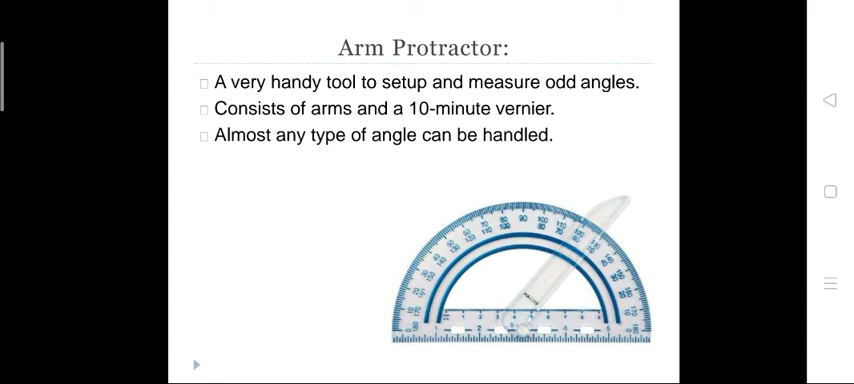 Arm Protractor:
A very handy tool to setup and measure odd angles.
Consists of arms and a 10-minute vernier.
Almost any type of angle can be handled.